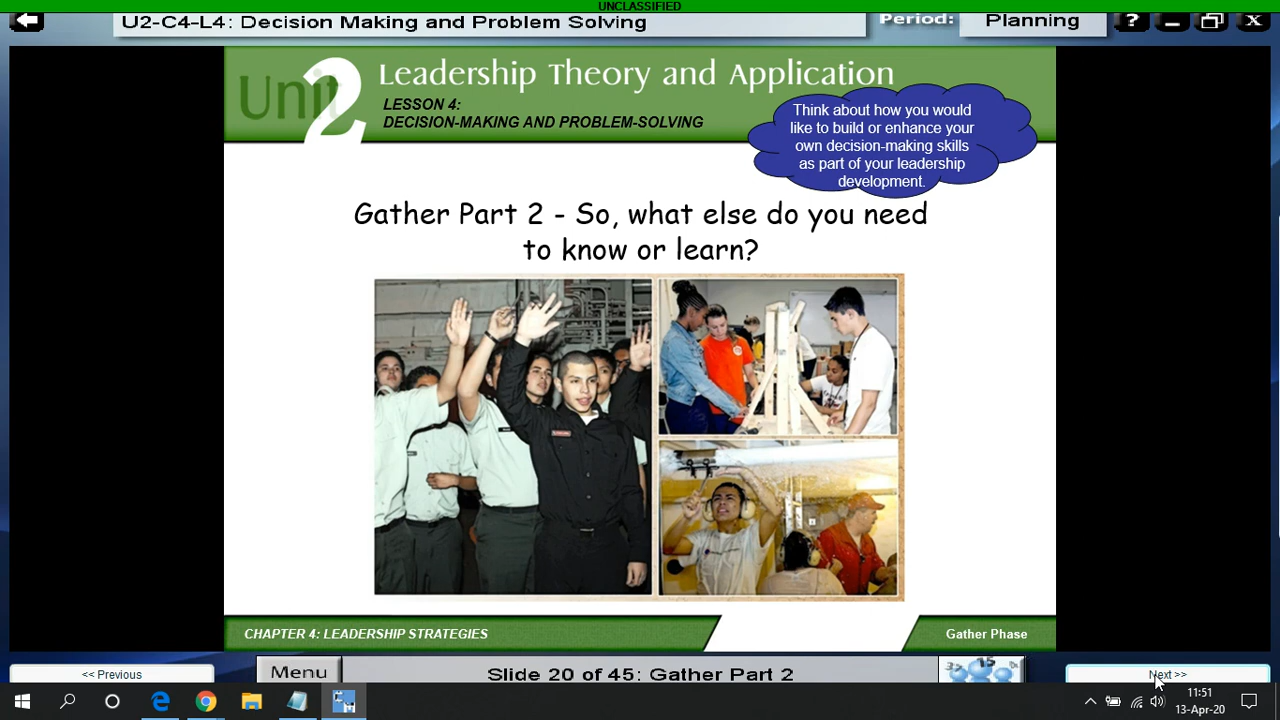 UNCLASSIFIED
U2-C4-L4: Decision Making and Problem Solving
Period:
Planning
?
X
Unit 2
Leadership Theory and Application
LESSON 4:
DECISION-MAKING AND PROBLEM-SOLVING
Think about how you would
like to build or enhance your
own decision-making skills
as part of your leadership
development.
Gather Part 2 - So, what else do you need
to know or learn?
CHAPTER 4: LEADERSHIP STRATEGIES
Gather Phase
<< Previous
Menu
Slide 20 of 45: Gather Part 2
15
Next >>
11:51
13-Apr-20